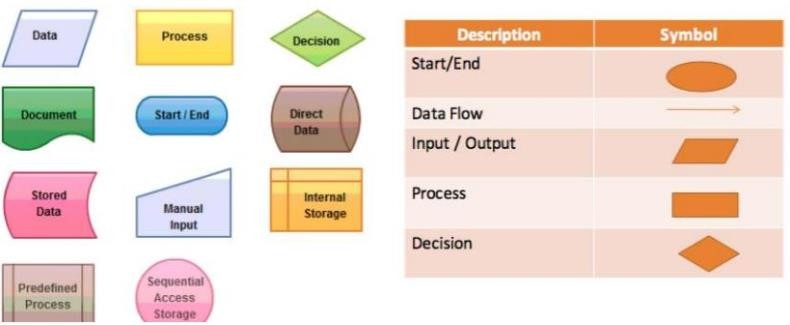 Data
Process
Decision
Document
Start / End
Direct
Data
Stored
Data
Manual
Input
Internal
Storage
Predefined
Process
Sequential
Access
Storage
Description Symbol
Start/End
Data Flow
Input / Output
Process
Decision